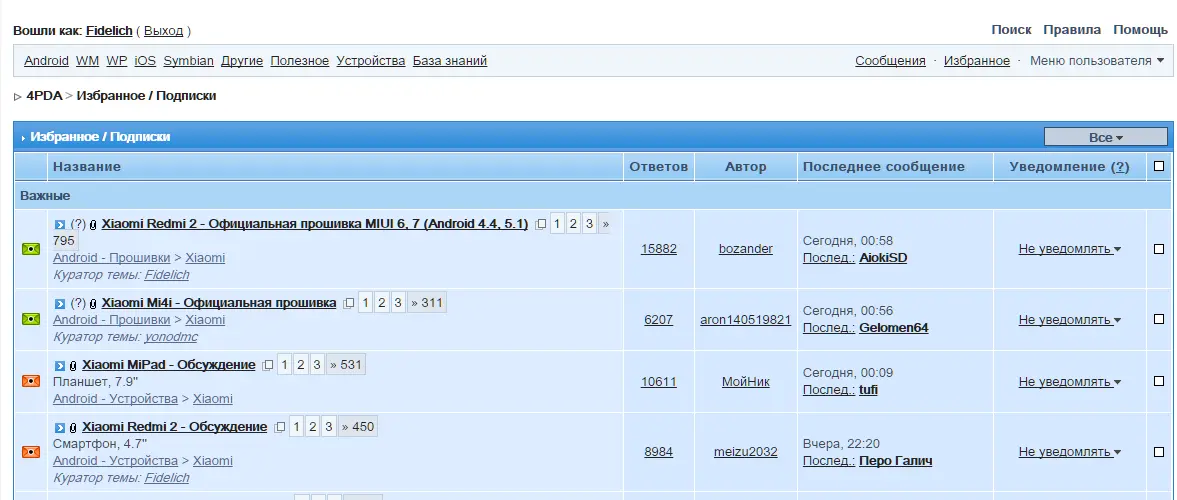 Вошли как: Fidelich ( Выход )
Поиск Правила Помощь
Android WM WP iOS Symbian Другие Полезное Устройства База знаний
Сообщения · Избранное · Меню пользователя
4PDA > Избранное / Подписки
Избранное / Подписки
Все
Название Ответов Автор Последнее сообщение Уведомление (?)
Важные
(?) Xiaomi Redmi 2 - Официальная прошивка MIUI 6, 7 (Android 4.4, 5.1) 1 2 3 »
795
Android - Прошивки > Xiaomi
Куратор темы: Fidelich
15882
bozander
Сегодня, 00:58
Послед.: AiokiSD
Не уведомлять
(?) Xiaomi Mi4i - Официальная прошивка 1 2 3 » 311
Android - Прошивки > Xiaomi
Куратор темы: yonodmc
6207
aron140519821
Сегодня, 00:56
Послед.: Gelomen64
Не уведомлять
Xiaomi MiPad - Обсуждение 1 2 3 » 531
Планшет, 7.9"
Android - Устройства > Xiaomi
10611
МойНик
Сегодня, 00:09
Послед.: tufi
Не уведомлять
Xiaomi Redmi 2 - Обсуждение 1 2 3 » 450
Смартфон, 4.7"
Android - Устройства > Xiaomi
Куратор темы: Fidelich
8984
meizu2032
Вчера, 22:20
Послед.: Перо Галич
Не уведомлять